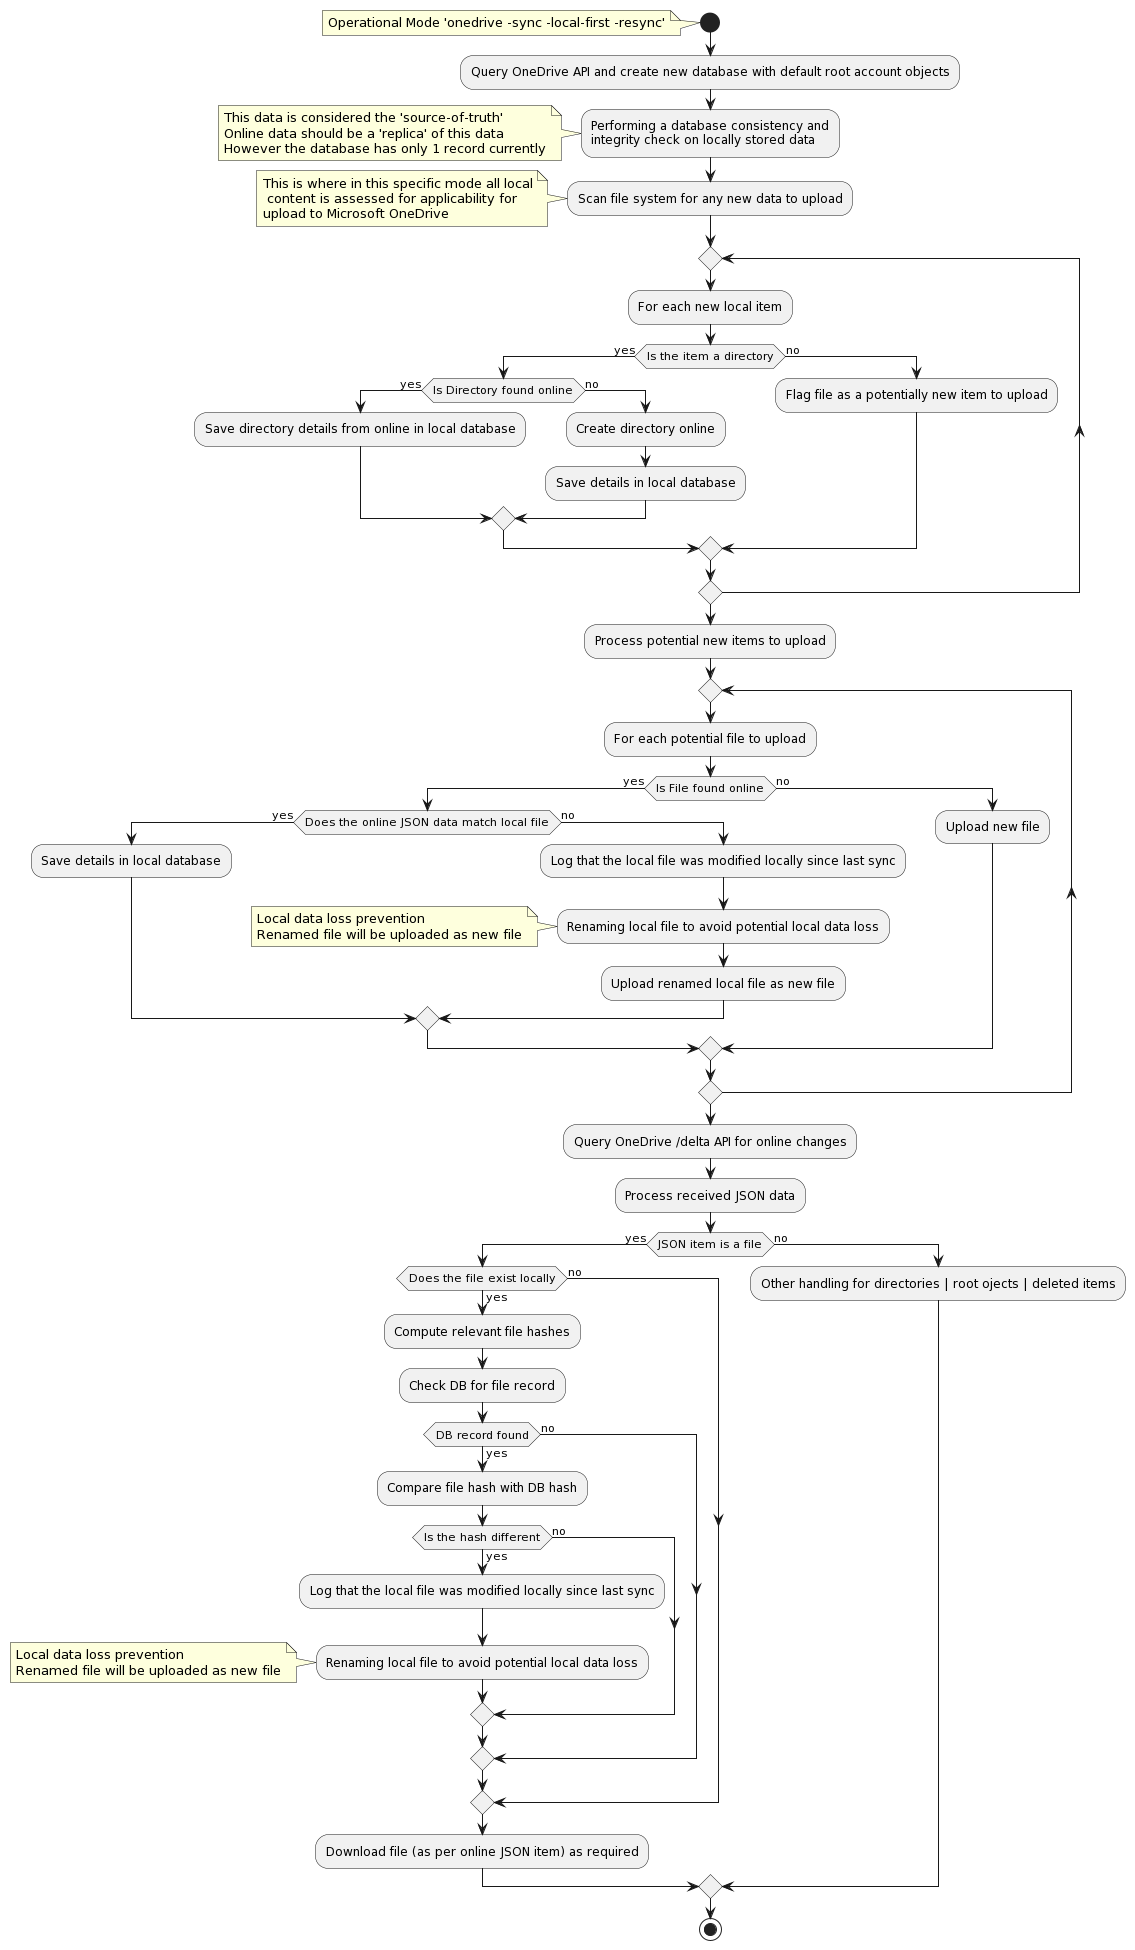 Operational Mode 'onedrive -sync -local-first -resync'
Query OneDrive API and create new database with default root account objects
This data is considered the 'source-of-truth'
Online data should be a 'replica' of this data
However the database has only 1 record currently
Performing a database consistency and
integrity check on locally stored data
This is where in this specific mode all local
content is assessed for applicability for
upload to Microsoft OneDrive
Scan file system for any new data to upload
For each new local item
yes
Is the item a directory
no
yes
Is Directory found online
no
Flag file as a potentially new item to upload
Save directory details from online in local database
Create directory online
Save details in local database
Process potential new items to upload
For each potential file to upload
yes
Is File found online
no
yes
Does the online JSON data match local file
no
Upload new file
Save details in local database
Log that the local file was modified locally since last sync
Local data loss prevention
Renamed file will be uploaded as new file
Renaming local file to avoid potential local data loss
Upload renamed local file as new file
Query OneDrive /delta API for online changes
Process received JSON data
yes
JSON item is a file
no
Does the file exist locally
no
yes
Other handling for directories | root ojects | deleted items
Compute relevant file hashes
Check DB for file record
DB record found
no
yes
Compare file hash with DB hash
Is the hash different
no
yes
Log that the local file was modified locally since last sync
Local data loss prevention
Renamed file will be uploaded as new file
Renaming local file to avoid potential local data loss
Download file (as per online JSON item) as required